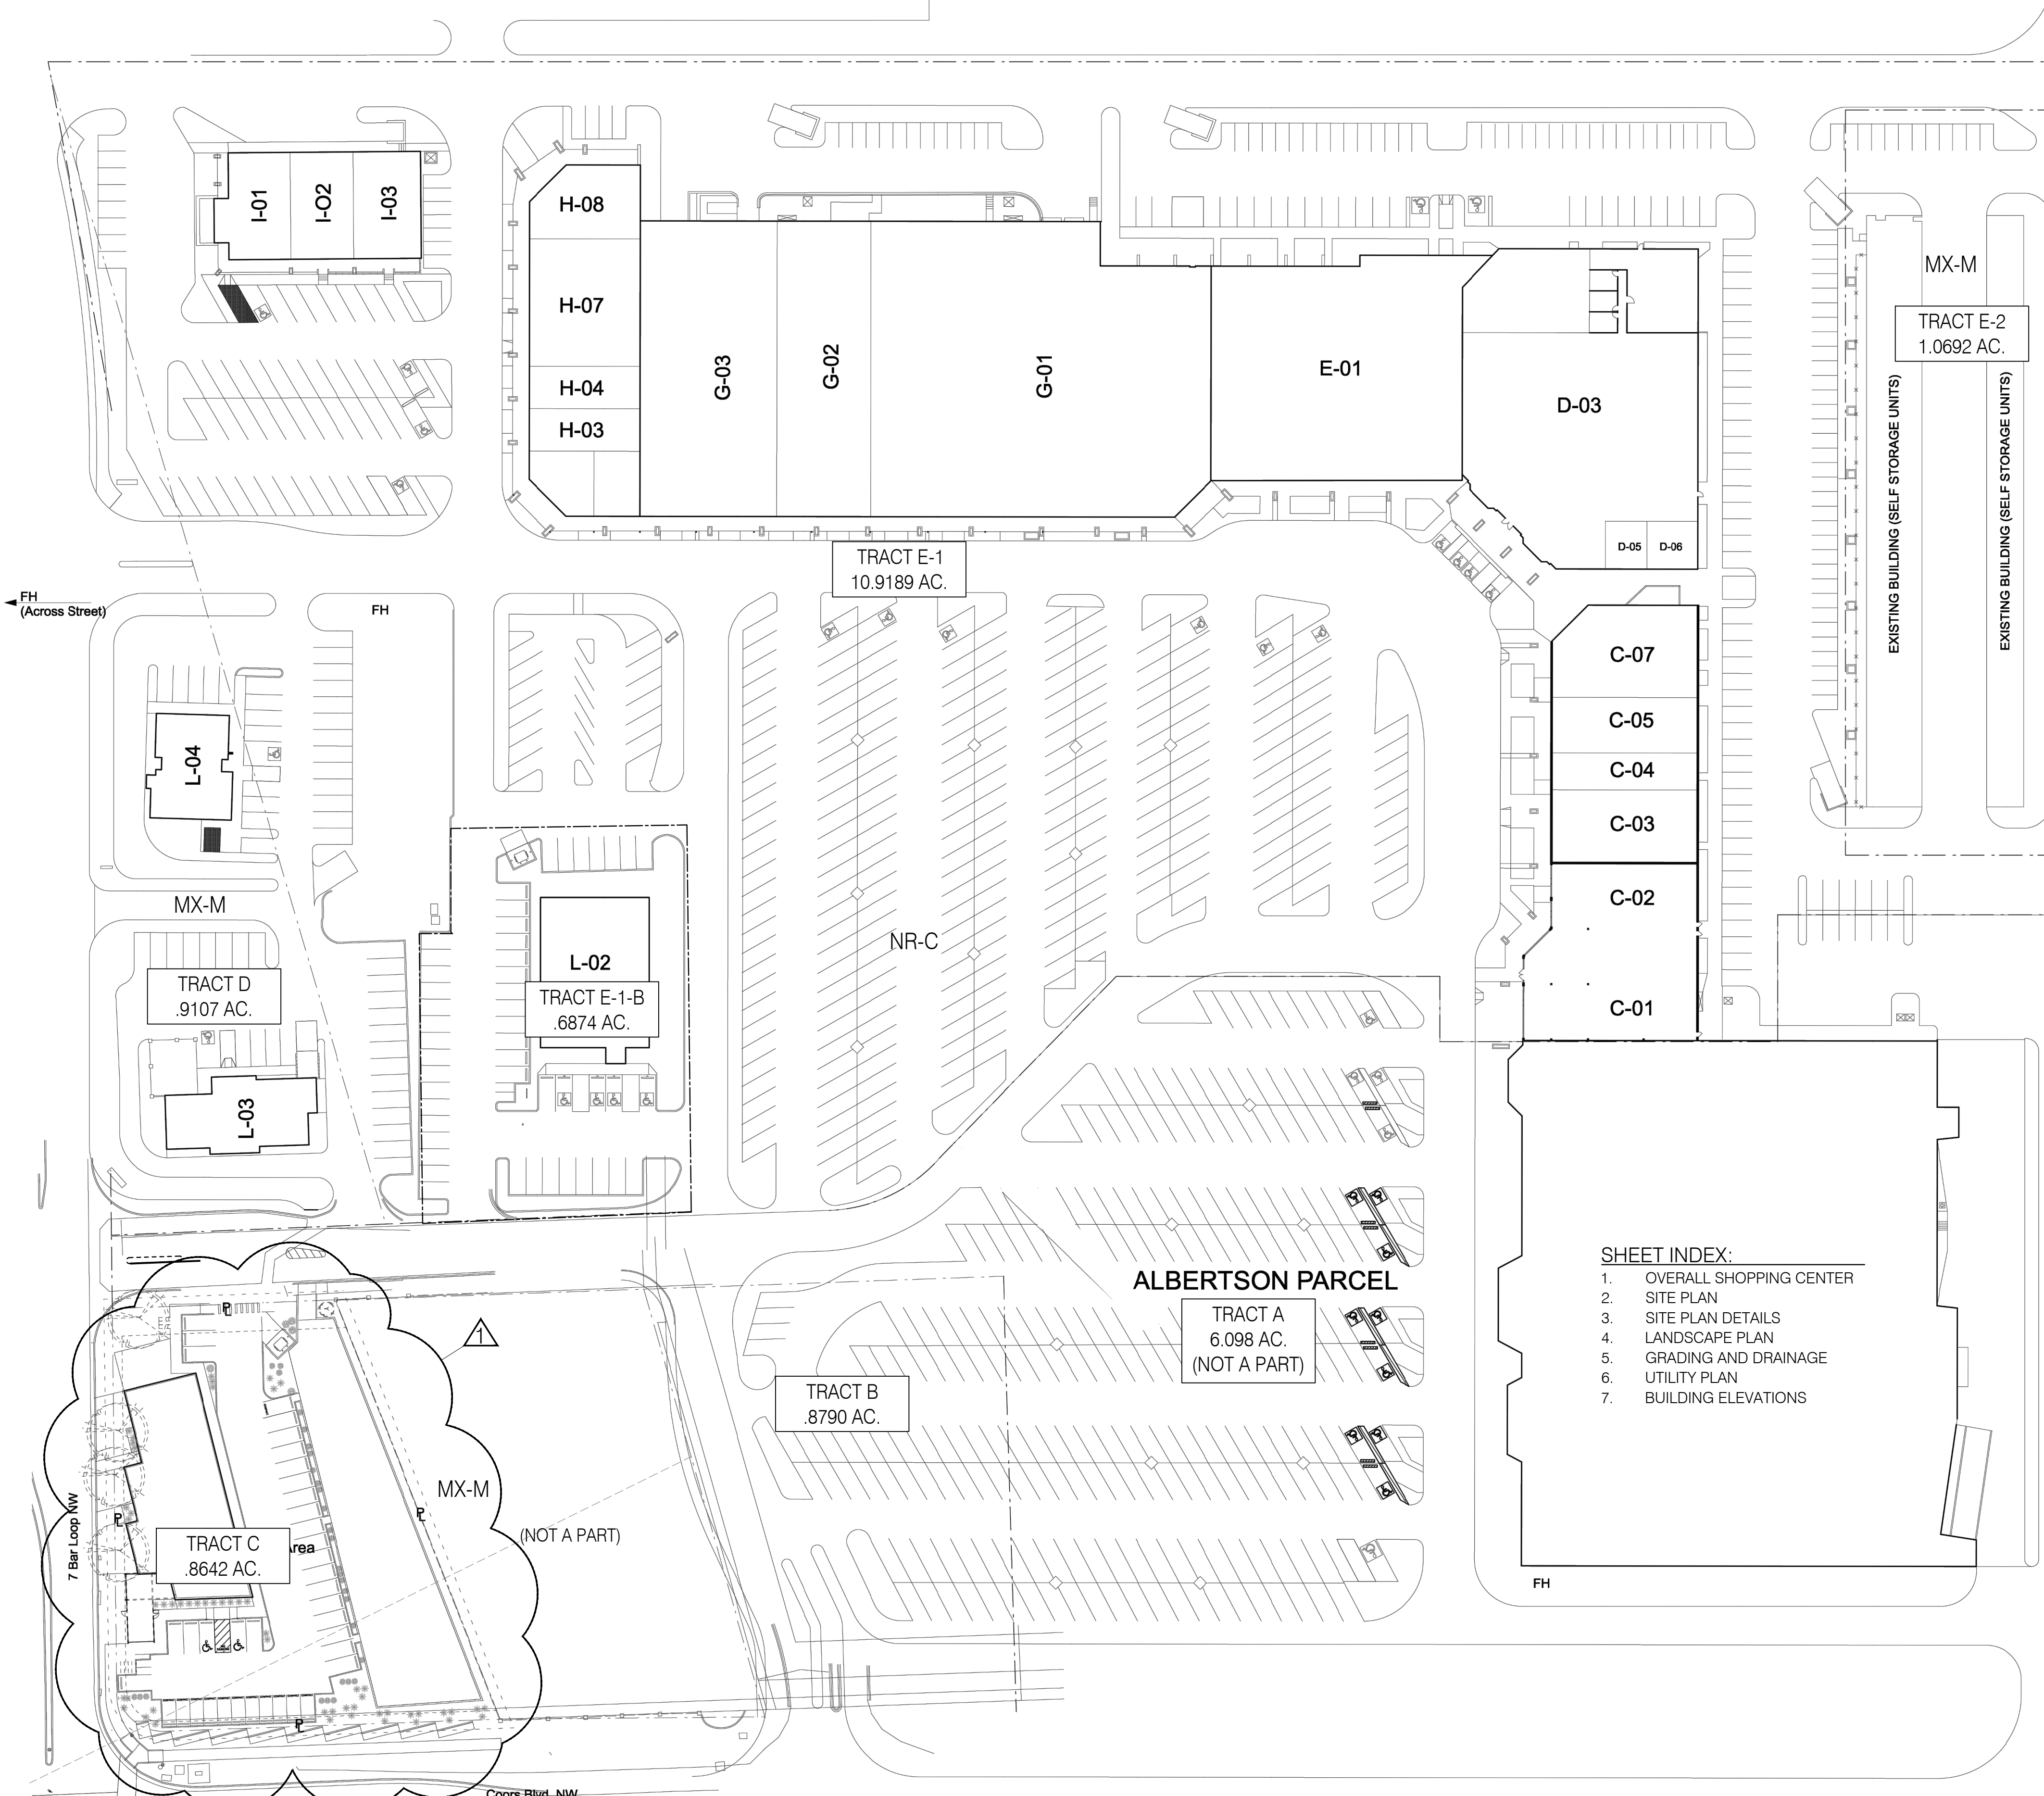 I-01
I-O2
I-03
H-08
H-07
H-04
H-03
G-03
G-02
G-01
E-01
D-03
D-05
D-06
MX-M
TRACT E-2
1.0692 AC.
EXISTING BUILDING (SELF STORAGE UNITS)
EXISTING BUILDING (SELF STORAGE UNITS)
TRACT E-1
10.9189 AC.
FH
(Across Street)
FH
C-07
C-05
C-04
C-03
C-02
C-01
L-04
MX-M
NR-C
L-02
TRACT E-1-B
.6874 AC.
TRACT D
.9107 AC.
L-03
ALBERTSON PARCEL
TRACT A
6.098 AC.
(NOT A PART)
SHEET INDEX:
1. OVERALL SHOPPING CENTER
2. SITE PLAN
3. SITE PLAN DETAILS
4. LANDSCAPE PLAN
5. GRADING AND DRAINAGE
6. UTILITY PLAN
7. BUILDING ELEVATIONS
1
TRACT B
.8790 AC.
MX-M
(NOT A PART)
PL
PL
PL
PL
7 Bar Loop NW
TRACT C
.8642 AC.
rea
FH
Coors Blvd. NW